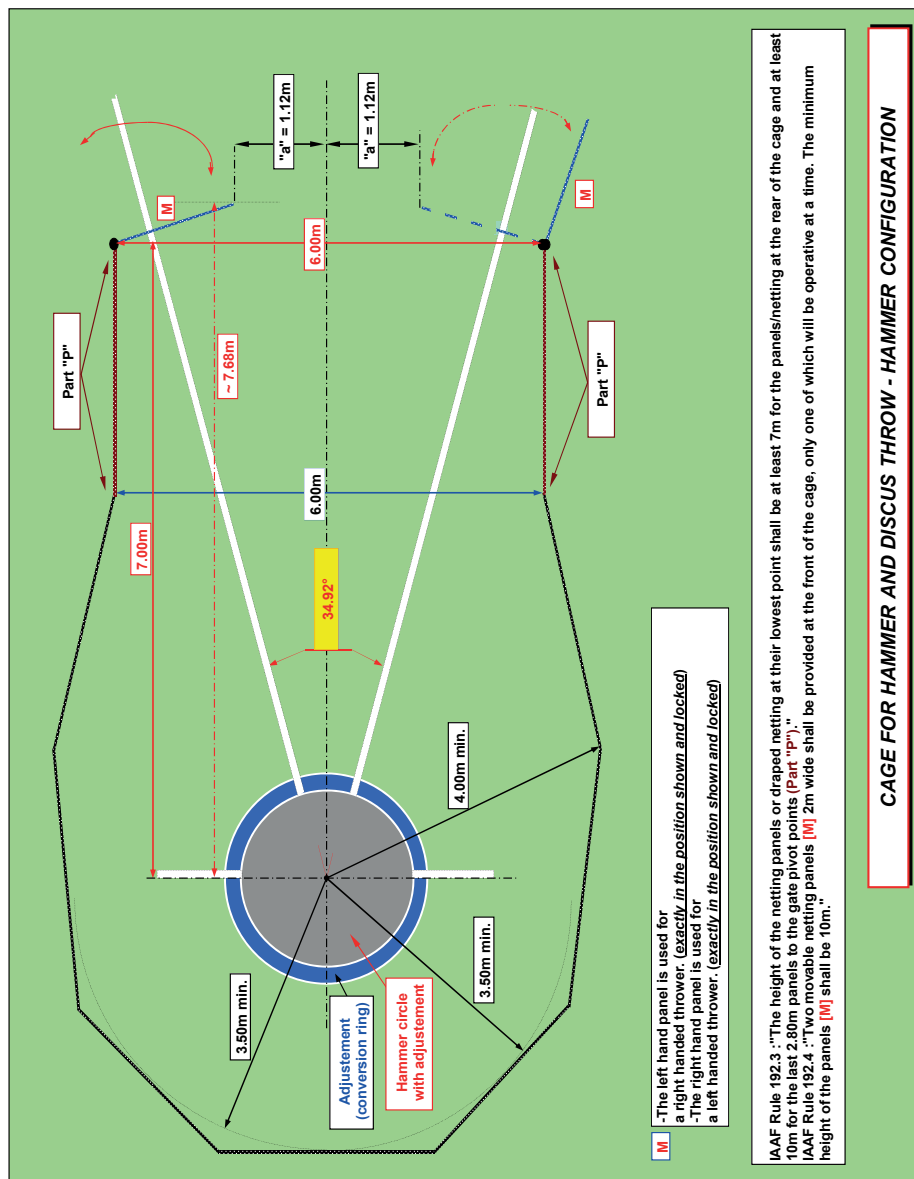 CAGE FOR HAMMER AND DISCUS THROW - HAMMER CONFIGURATION
Part "P"
7.00m
~ 7.68m
M
"a" = 1.12m
"a" = 1.12m
6.00m
6.00m
34.92°
M
Part "P"
3.50m min.
4.00m min.
3.50m min.
Adjustement
(conversion ring)
Hammer circle
with adjustement
M
-The left hand panel is used for
a right handed thrower. (exactly in the position shown and locked)
-The right hand panel is used for
a left handed thrower. (exactly in the position shown and locked)
IAAF Rule 192.3 :"The height of the netting panels or draped netting at their lowest point shall be at least 7m for the panels/netting at the rear of the cage and at least
10m for the last 2.80m panels to the gate pivot points (Part "P")."
IAAF Rule 192.4 :"Two movable netting panels [M] 2m wide shall be provided at the front of the cage, only one of which will be operative at a time. The minimum
height of the panels [M] shall be 10m."